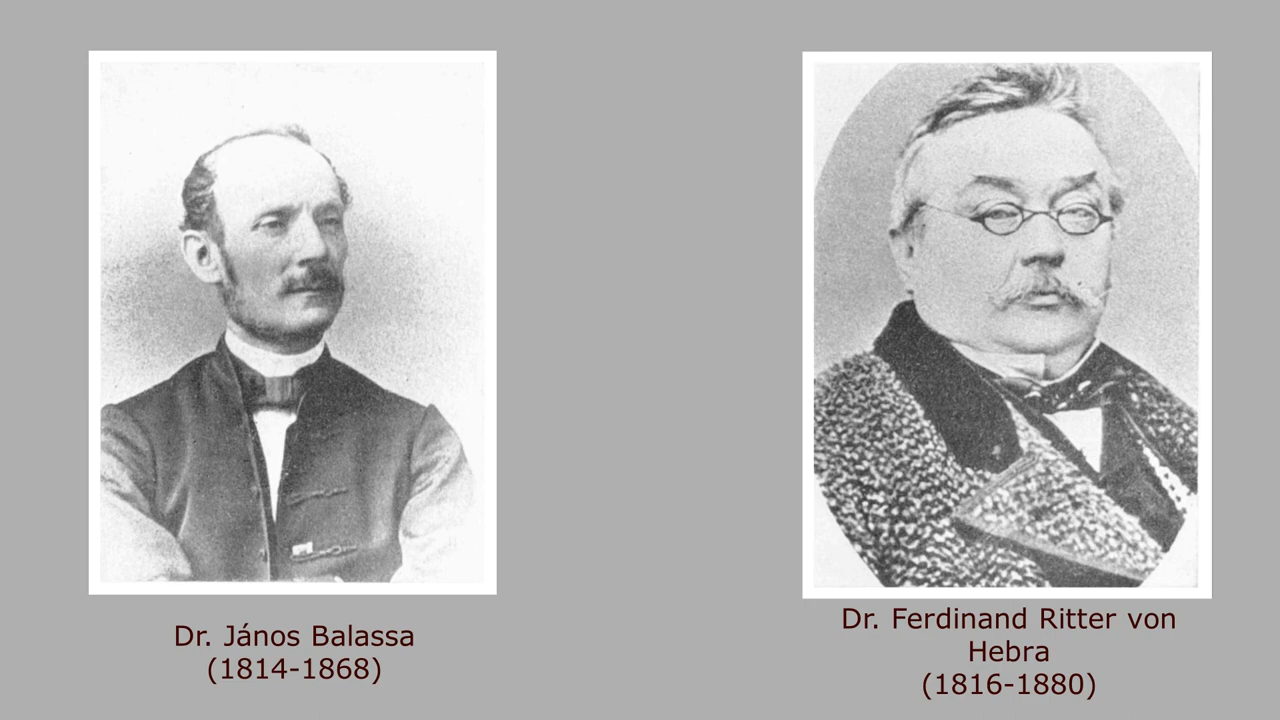 Dr. János Balassa
(1814-1868)
Dr. Ferdinand Ritter von
Hebra
(1816-1880)